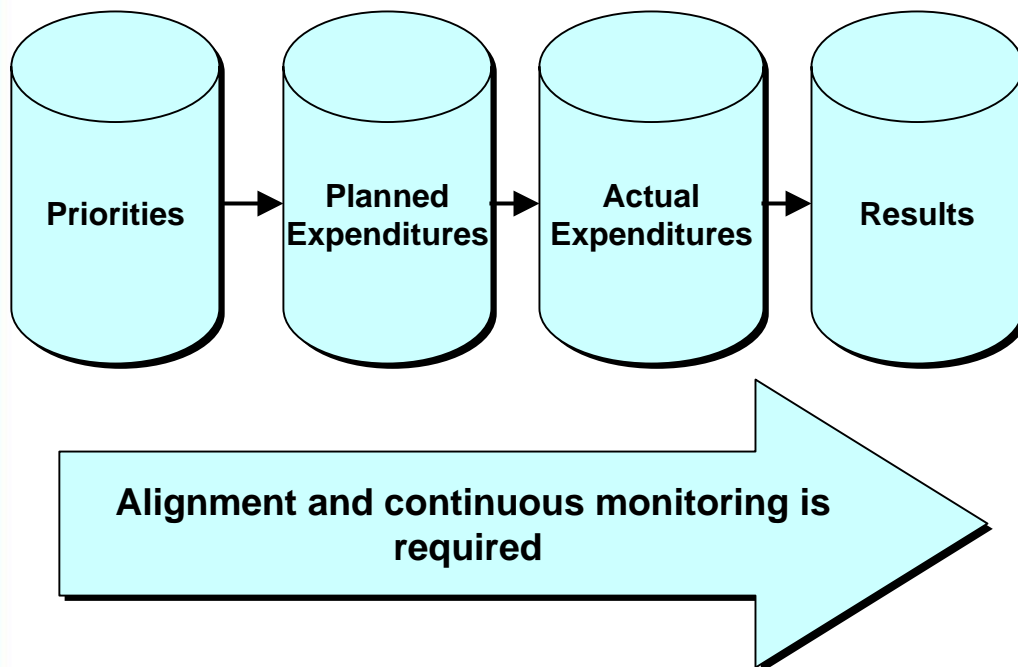 Priorities
Planned
Expenditures
Actual
Expenditures
Results
Alignment and continuous monitoring is
required